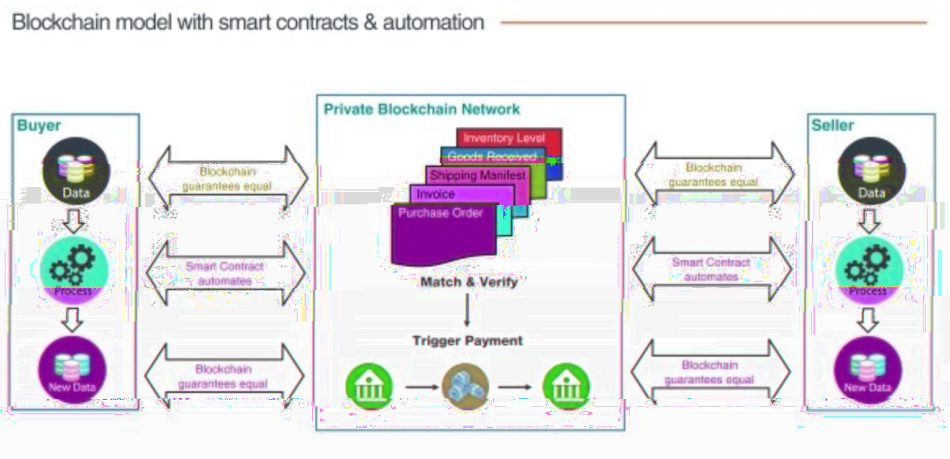 Blockchain model with smart contracts & automation
Buyer
Data
Process
New Data
Blockchain
guarantees equal
Smart Contract
automates
Blockchain
guarantees equal
Private Blockchain Network
Inventory Level
Goods Received
Shipping Manifest
Invoice
Purchase Order
Match & Verify
Trigger Payment
Blockchain
guarantees equal
Smart Contract
automates
Blockchain
guarantees equal
Seller
Data
Process
New Data